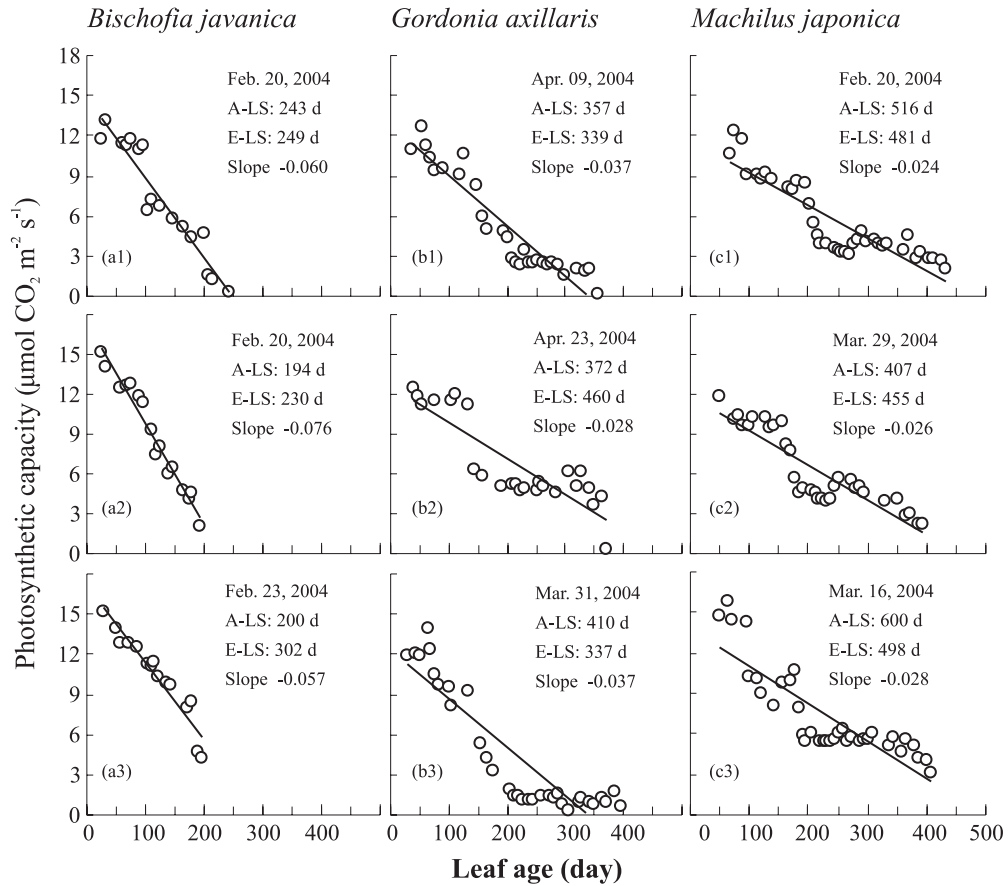 Bischofia javanica
Gordonia axillaris
Machilus japonica
Photosynthetic capacity (µmol CO₂ m⁻² s⁻¹)
18
15
12
9
6
3
0
Feb. 20, 2004
A-LS: 243 d
E-LS: 249 d
Slope -0.060
(a1)
Apr. 09, 2004
A-LS: 357 d
E-LS: 339 d
Slope -0.037
(b1)
Feb. 20, 2004
A-LS: 516 d
E-LS: 481 d
Slope -0.024
(c1)
15
12
9
6
3
0
Feb. 20, 2004
A-LS: 194 d
E-LS: 230 d
Slope -0.076
(a2)
Apr. 23, 2004
A-LS: 372 d
E-LS: 460 d
Slope -0.028
(b2)
Mar. 29, 2004
A-LS: 407 d
E-LS: 455 d
Slope -0.026
(c2)
15
12
9
6
3
0
Feb. 23, 2004
A-LS: 200 d
E-LS: 302 d
Slope -0.057
(a3)
Mar. 31, 2004
A-LS: 410 d
E-LS: 337 d
Slope -0.037
(b3)
Mar. 16, 2004
A-LS: 600 d
E-LS: 498 d
Slope -0.028
(c3)
0 100 200 300 400
0 100 200 300 400
0 100 200 300 400 500
Leaf age (day)